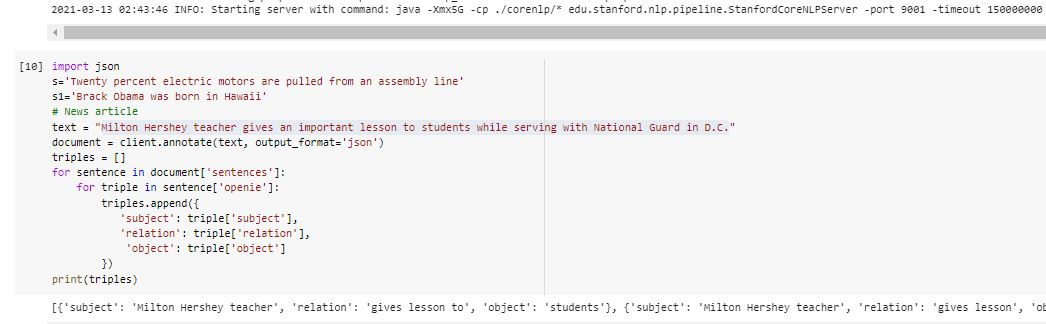 2021-03-13 02:43:46 INFO: Starting server with command: java -Xmx5G -cp ./corenlp/* edu.stanford.nlp.pipeline.StanfordCoreNLPServer -port 9001 -timeout 150000000
[10] import json
s='Twenty percent electric motors are pulled from an assembly line'
s1='Brack Obama was born in Hawaii'
# News article
text = "Milton Hershey teacher gives an important lesson to students while serving with National Guard in D.C."
document = client.annotate(text, output_format='json')
triples = []
for sentence in document['sentences']:
for triple in sentence['openie']:
triples.append({
'subject': triple['subject'],
'relation': triple['relation'],
'object': triple['object']
})
print(triples)
[{'subject': 'Milton Hershey teacher', 'relation': 'gives lesson to', 'object': 'students'}, {'subject': 'Milton Hershey teacher', 'relation': 'gives lesson', 'ob